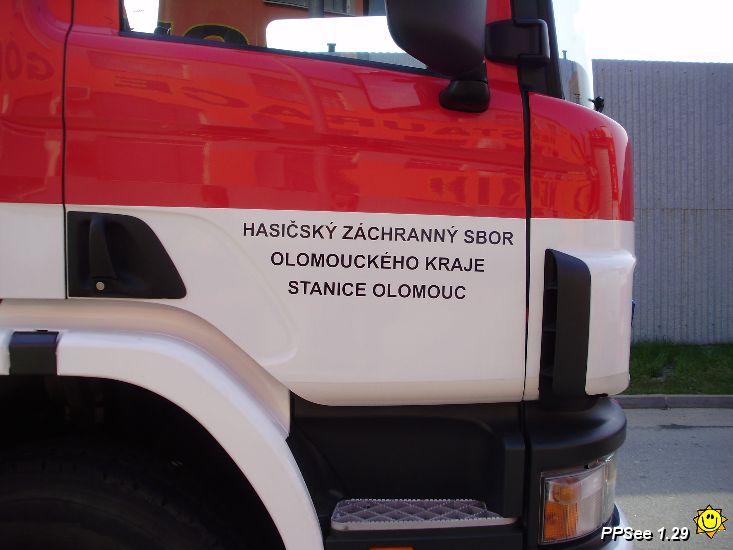 HASIČSKÝ ZÁCHRANNÝ SBOR
OLOMOUCKÉHO KRAJE
STANICE OLOMOUC
PPSee 1.29